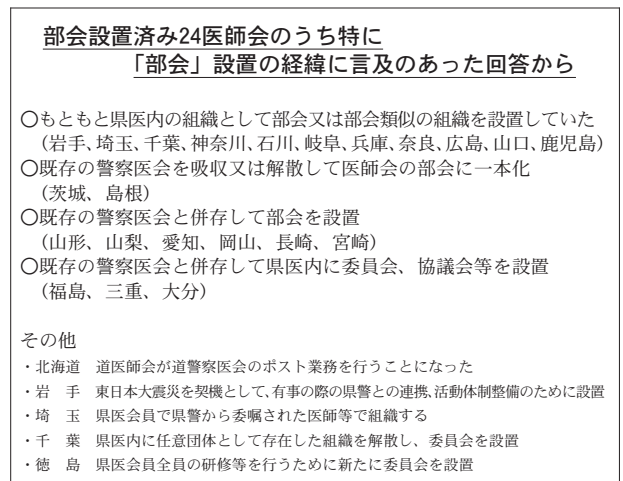 部会設置済み24医師会のうち特に
「部会」設置の経緯に言及のあった回答から
○もともと県医内の組織として部会又は部会類似の組織を設置していた
(岩手、埼玉、千葉、神奈川、石川、岐阜、兵庫、奈良、広島、山口、鹿児島)
○既存の警察医会を吸収又は解散して医師会の部会に一本化
(茨城、島根)
○既存の警察医会と併存して部会を設置
(山形、山梨、愛知、岡山、長崎、宮崎)
○既存の警察医会と併存して県医内に委員会、協議会等を設置
(福島、三重、大分)
その他
・北海道 道医師会が道警察医会のポスト業務を行うことになった
・岩 手 東日本大震災を契機として、有事の際の県警との連携、活動体制整備のために設置
・埼 玉 県医会員で県警から委嘱された医師等で組織する
・千 葉 県医内に任意団体として存在した組織を解散し、委員会を設置
・徳 島 県医会員全員の研修等を行うために新たに委員会を設置